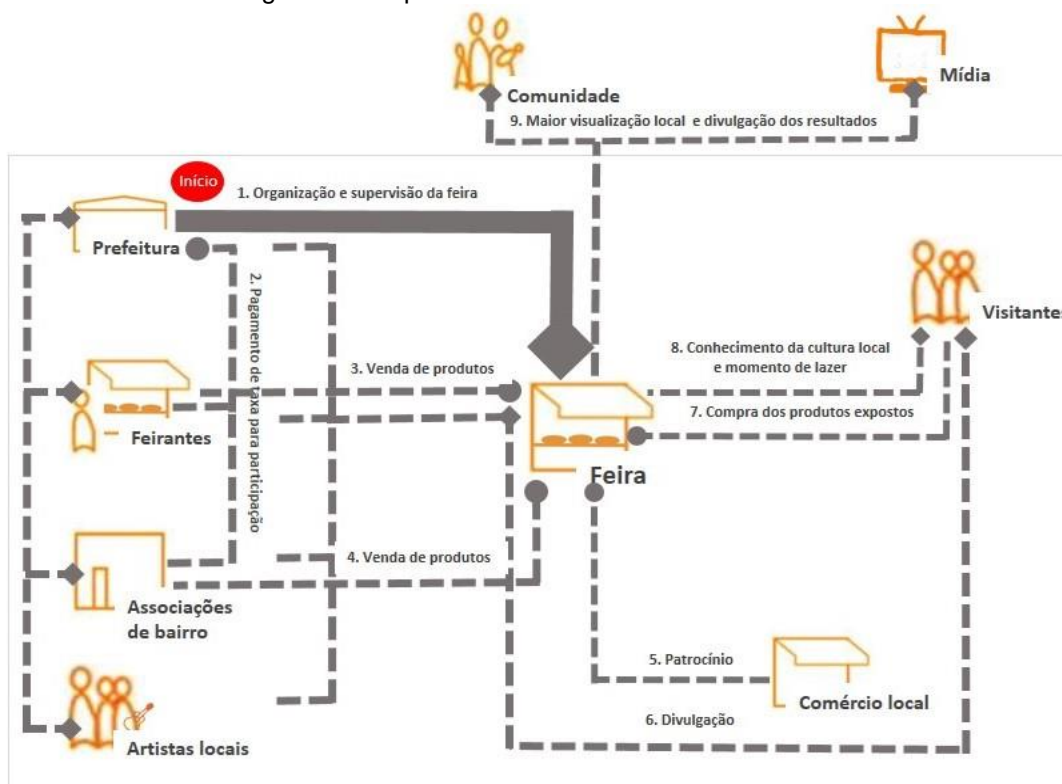 Comunidade
Mídia
9. Maior visualização local e divulgação dos resultados
Início
1. Organização e supervisão da feira
Prefeitura
2. Pagamento de taxa para participação
Visitantes
8. Conhecimento da cultura local
e momento de lazer
3. Venda de produtos
7. Compra dos produtos expostos
Feirantes
Feira
4. Venda de produtos
Associações
de bairro
5. Patrocínio
Comércio local
6. Divulgação
Artistas locais